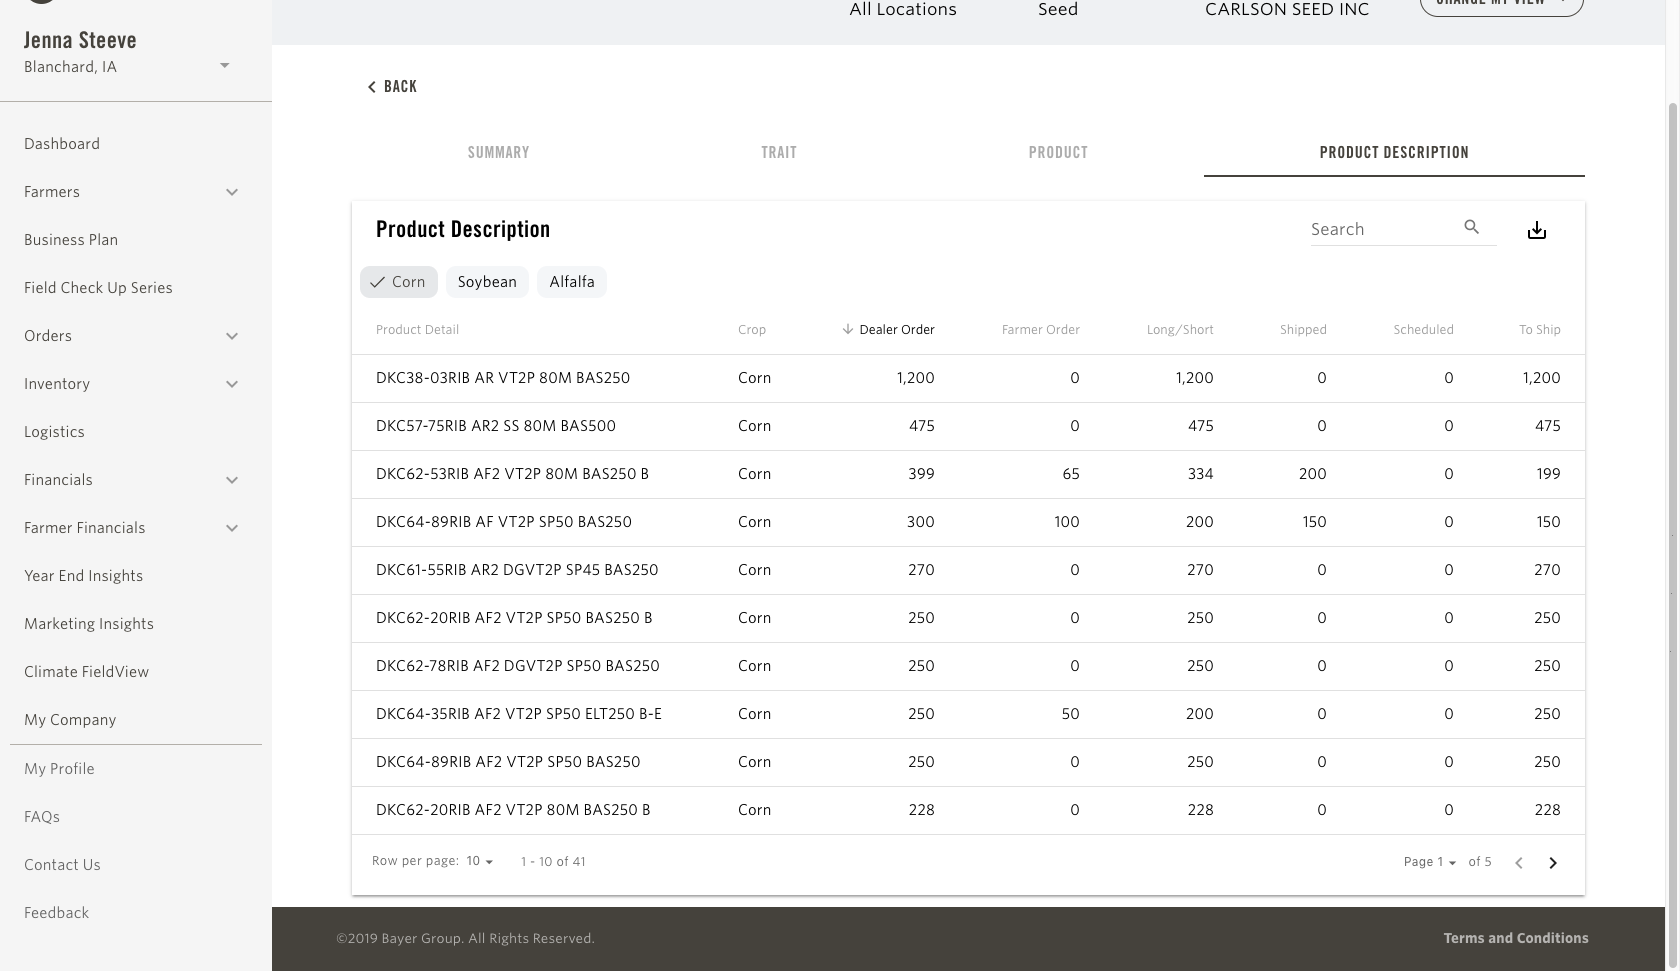 All Locations Seed CARLSON SEED INC CHANGE MY VIEW
Jenna Steeve
Blanchard, IA
Dashboard
Farmers
Business Plan
Field Check Up Series
Orders
Inventory
Logistics
Financials
Farmer Financials
Year End Insights
Marketing Insights
Climate FieldView
My Company
My Profile
FAQs
Contact Us
Feedback
BACK
SUMMARY TRAIT PRODUCT PRODUCT DESCRIPTION
Product Description Search
Corn Soybean Alfalfa
Product Detail Crop Dealer Order Farmer Order Long/Short Shipped Scheduled To Ship
DKC38-03RIB AR VT2P 80M BAS250 Corn 1,200 0 1,200 0 0 1,200
DKC57-75RIB AR2 SS 80M BAS500 Corn 475 0 475 0 0 475
DKC62-53RIB AF2 VT2P 80M BAS250 B Corn 399 65 334 200 0 199
DKC64-89RIB AF VT2P SP50 BAS250 Corn 300 100 200 150 0 150
DKC61-55RIB AR2 DGVT2P SP45 BAS250 Corn 270 0 270 0 0 270
DKC62-20RIB AF2 VT2P SP50 BAS250 B Corn 250 0 250 0 0 250
DKC62-78RIB AF2 DGVT2P SP50 BAS250 Corn 250 0 250 0 0 250
DKC64-35RIB AF2 VT2P SP50 ELT250 B-E Corn 250 50 200 0 0 250
DKC64-89RIB AF2 VT2P SP50 BAS250 Corn 250 0 250 0 0 250
DKC62-20RIB AF2 VT2P 80M BAS250 B Corn 228 0 228 0 0 228
Row per page: 10 1 - 10 of 41 Page 1 of 5
©2019 Bayer Group. All Rights Reserved. Terms and Conditions